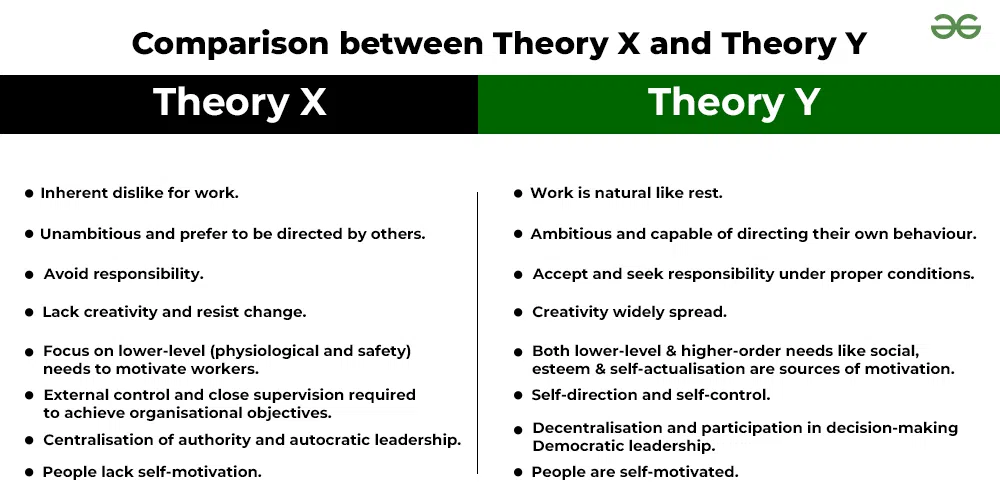 Comparison between Theory X and Theory Y
Theory X
Theory Y
Inherent dislike for work.
Unambitious and prefer to be directed by others.
Avoid responsibility.
Lack creativity and resist change.
Focus on lower-level (physiological and safety)
needs to motivate workers.
External control and close supervision required
to achieve organisational objectives.
Centralisation of authority and autocratic leadership.
People lack self-motivation.
Work is natural like rest.
Ambitious and capable of directing their own behaviour.
Accept and seek responsibility under proper conditions.
Creativity widely spread.
Both lower-level & higher-order needs like social,
esteem & self-actualisation are sources of motivation.
Self-direction and self-control.
Decentralisation and participation in decision-making
Democratic leadership.
People are self-motivated.